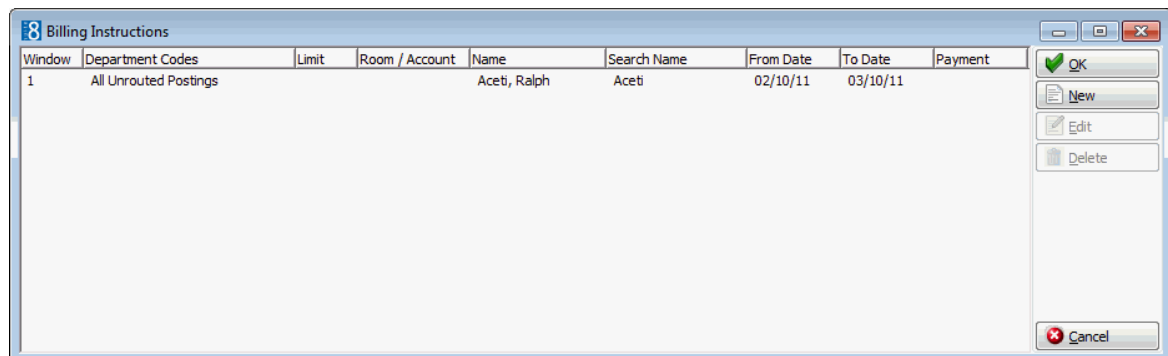 8 Billing Instructions
Window Department Codes Limit Room / Account Name Search Name From Date To Date Payment
1 All Unrouted Postings Aceti, Ralph Aceti 02/10/11 03/10/11
OK
New
Edit
Delete
Cancel